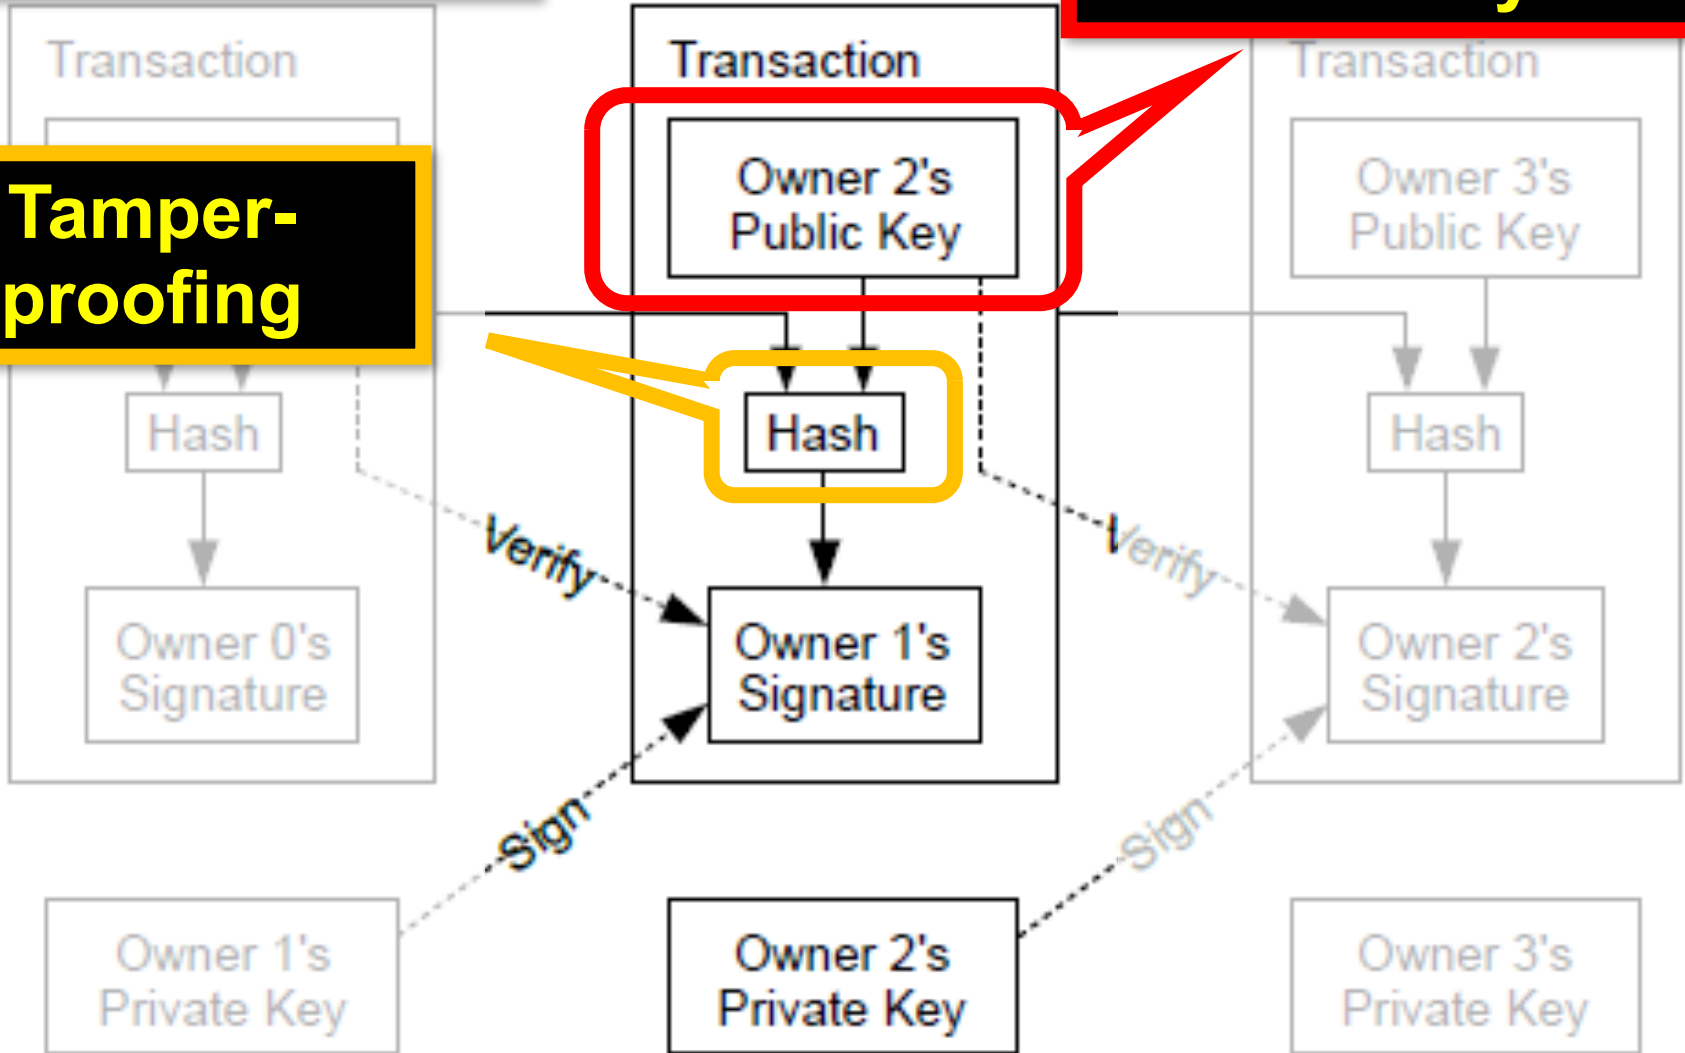 Transaction
Transaction
Transaction
Tamper-
proofing
Owner 2's
Public Key
Owner 3's
Public Key
Hash
Hash
Hash
Verify
Verify
Owner 0's
Signature
Owner 1's
Signature
Owner 2's
Signature
Sign
Sign
Owner 1's
Private Key
Owner 2's
Private Key
Owner 3's
Private Key